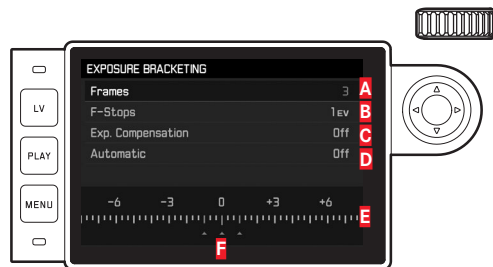 EXPOSURE BRACKETING
Frames 3 A
F-Stops 1EV B
Exp. Compensation Off C
Automatic Off D
-6 -3 0 +3 +6
E
F
LV
PLAY
MENU